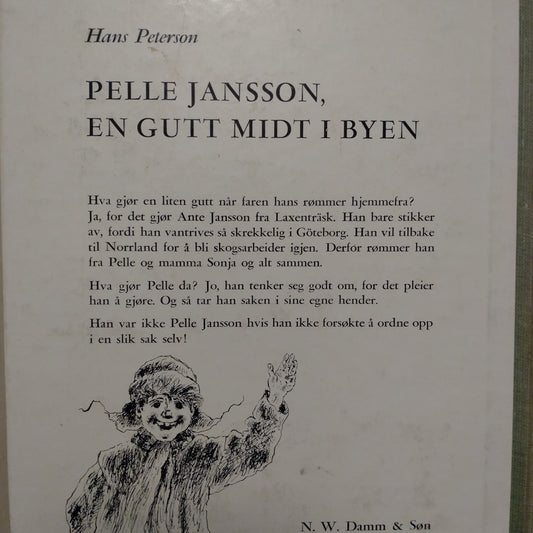 Hans Peterson
PELLE JANSSON,
EN GUTT MIDT I BYEN
Hva gjør en liten gutt når faren hans rømmer hjemmefra?
Ja, for det gjør Ante Jansson fra Laxenträsk. Han bare stikker
av, fordi han vantrives så skrekkelig i Göteborg. Han vil tilbake
til Norrland for å bli skogsarbeider igjen. Derfor rømmer han
fra Pelle og mamma Sonja og alt sammen.
Hva gjør Pelle da? Jo, han tenker seg godt om, for det pleier
han å gjøre. Og så tar han saken i sine egne hender.
Han var ikke Pelle Jansson hvis han ikke forsøkte å ordne opp
i en slik sak selv!
N. W. Damm & Søn